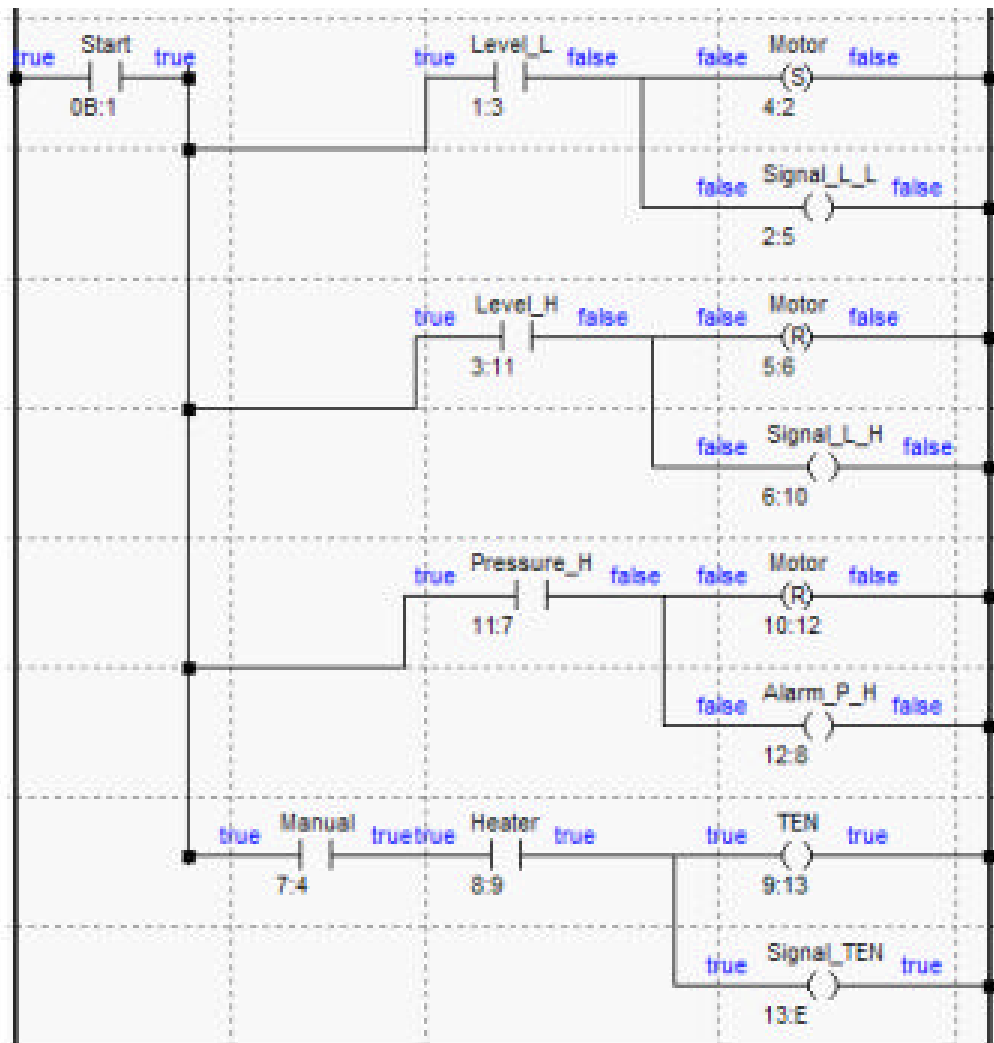 Start Level_L Motor
true true true false false (S) false
0B:1 1:3 4:2
Signal_L_L
false false
2:5
Level_H Motor
true false false (R) false
3:11 5:6
Signal_L_H
false false
6:10
Pressure_H Motor
true false false (R) false
11:7 10:12
Alarm_P_H
false false
12:8
Manual Heater TEN
true true true true true true
7:4 8:9 9:13
Signal_TEN
true true
13:E